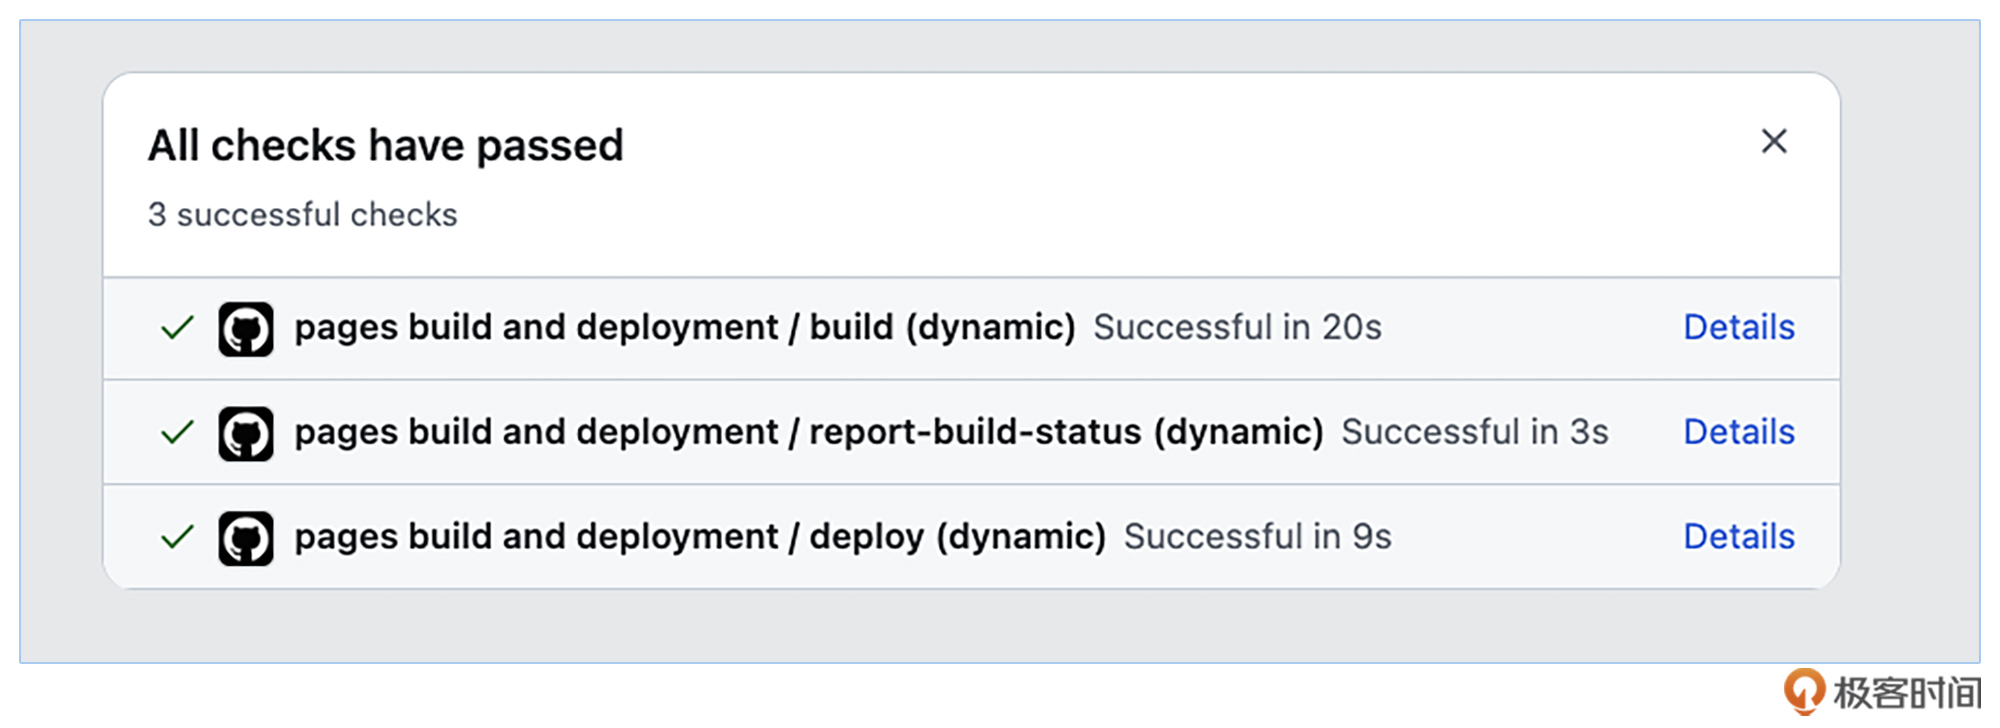 All checks have passed
3 successful checks
pages build and deployment / build (dynamic) Successful in 20s Details
pages build and deployment / report-build-status (dynamic) Successful in 3s Details
pages build and deployment / deploy (dynamic) Successful in 9s Details
极客时间